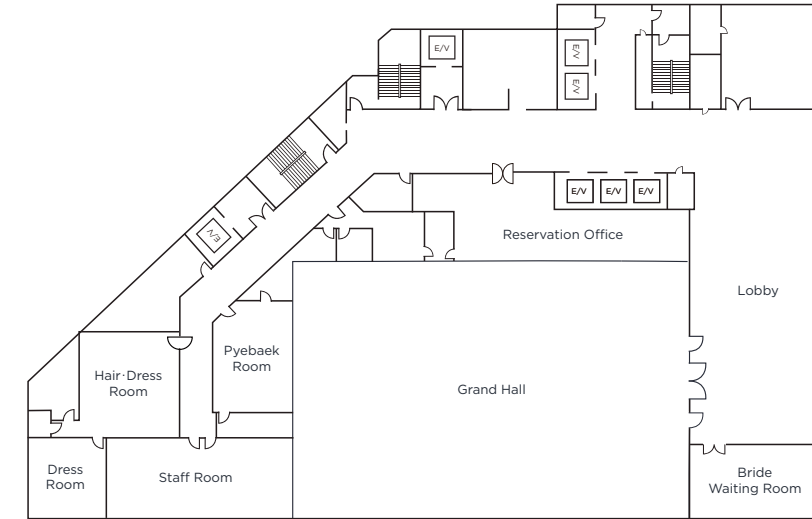 E/V
E/V
E/V
E/V E/V E/V
E/V
Reservation Office
Lobby
Pyebaek
Room
Hair·Dress
Room
Grand Hall
Dress
Room
Staff Room
Bride
Waiting Room